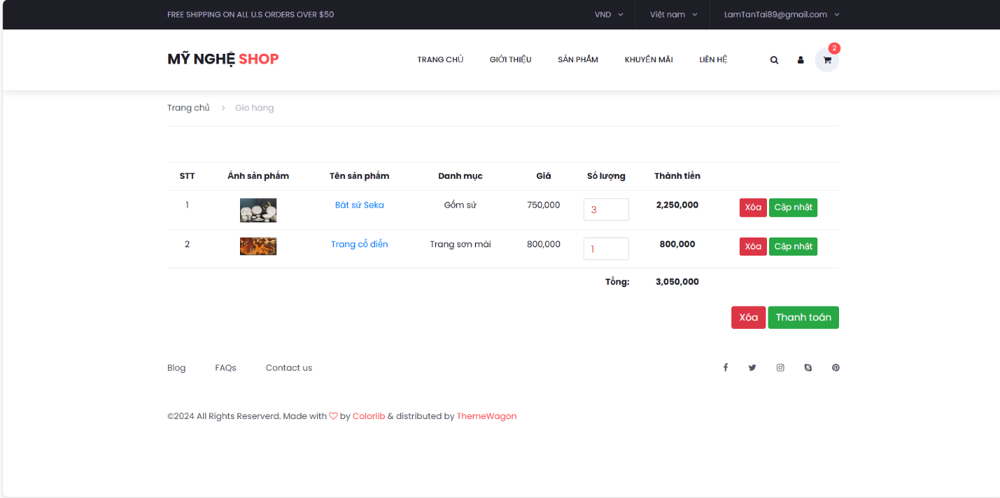 FREE SHIPPING ON ALL U.S ORDERS OVER $50 VND Việt nam LamTanTai89@gmail.com
MỸ NGHỆ SHOP TRANG CHỦ GIỚI THIỆU SẢN PHẨM KHUYẾN MÃI LIÊN HỆ 2
Trang chủ > Gio hang
STT Ảnh sản phẩm Tên sản phẩm Danh mục Giá Số lượng Thành tiền
1 Bát sứ Seka Gốm sứ 750,000 3 2,250,000 Xóa Cập nhật
2 Trang cổ điển Trang sơn mài 800,000 1 800,000 Xóa Cập nhật
Tổng: 3,050,000
Xóa Thanh toán
Blog FAQs Contact us
©2024 All Rights Reserverd. Made with ♡ by Colorlib & distributed by ThemeWagon